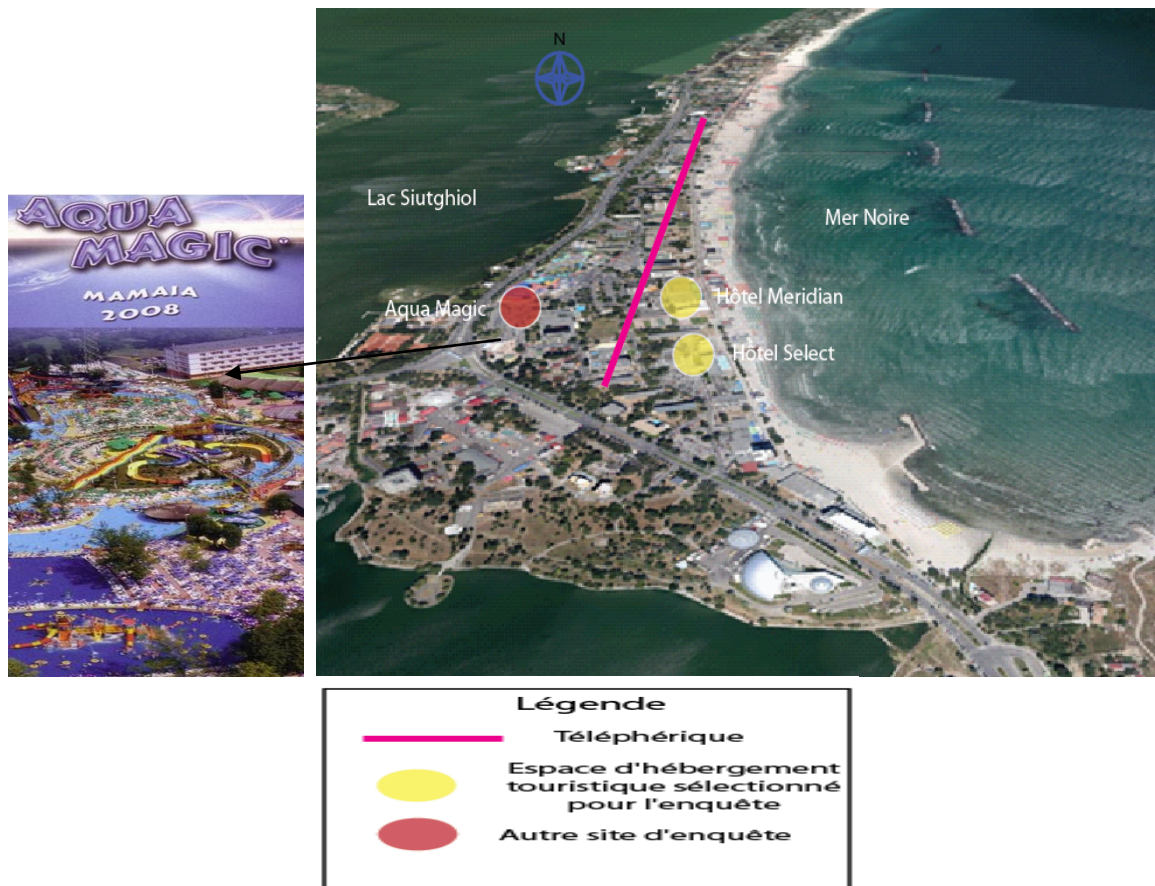 N
Lac Siutghiol
Mer Noire
AQUA
MAGIC
MAMAIA
2008
Aqua Magic
Hôtel Meridian
Hôtel Select
Légende
Téléphérique
Espace d'hébergement
touristique sélectionné
pour l'enquête
Autre site d'enquête